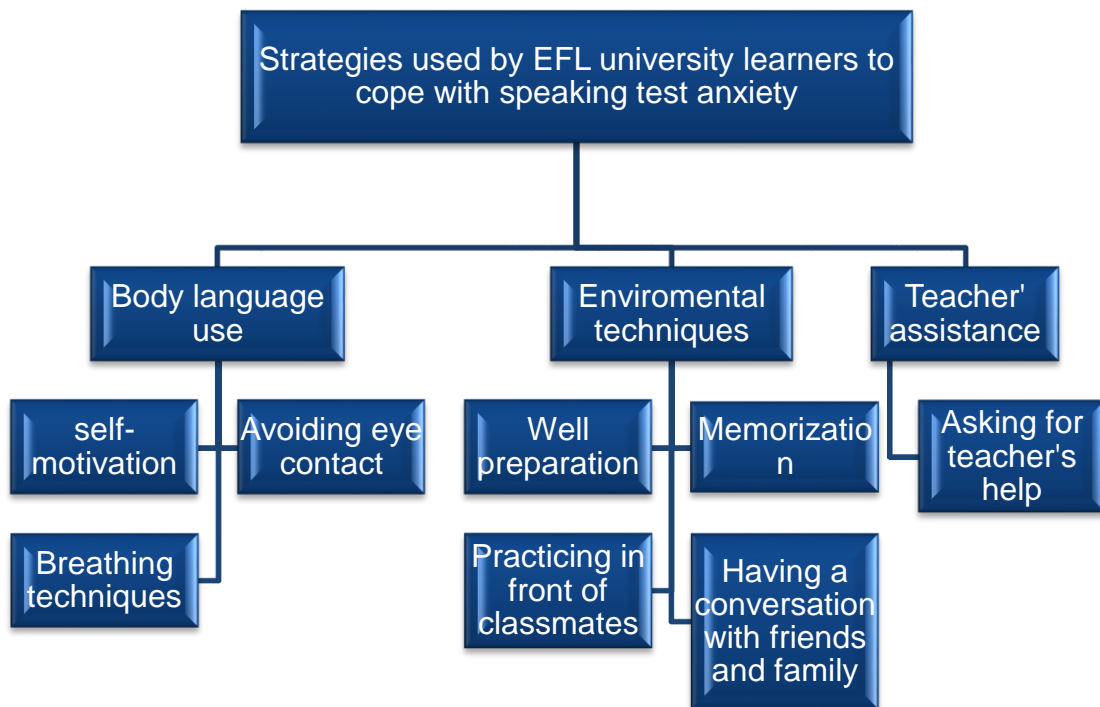 Strategies used by EFL university learners to
cope with speaking test anxiety
Body language
use
Enviromental
techniques
Teacher'
assistance
self-
motivation
Avoiding eye
contact
Breathing
techniques
Well
preparation
Memorizatio
n
Practicing in
front of
classmates
Having a
conversation
with friends
and family
Asking for
teacher's
help